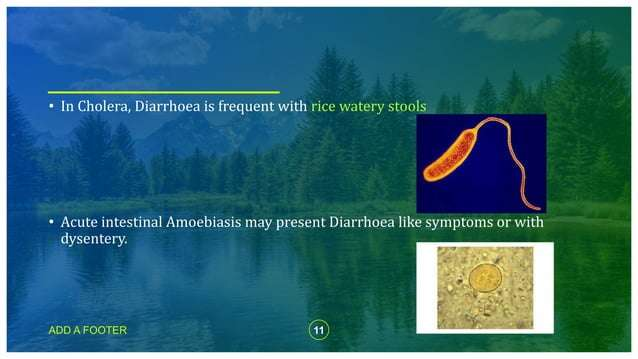 • In Cholera, Diarrhoea is frequent with rice watery stools
• Acute intestinal Amoebiasis may present Diarrhoea like symptoms or with
dysentery.
ADD A FOOTER
11